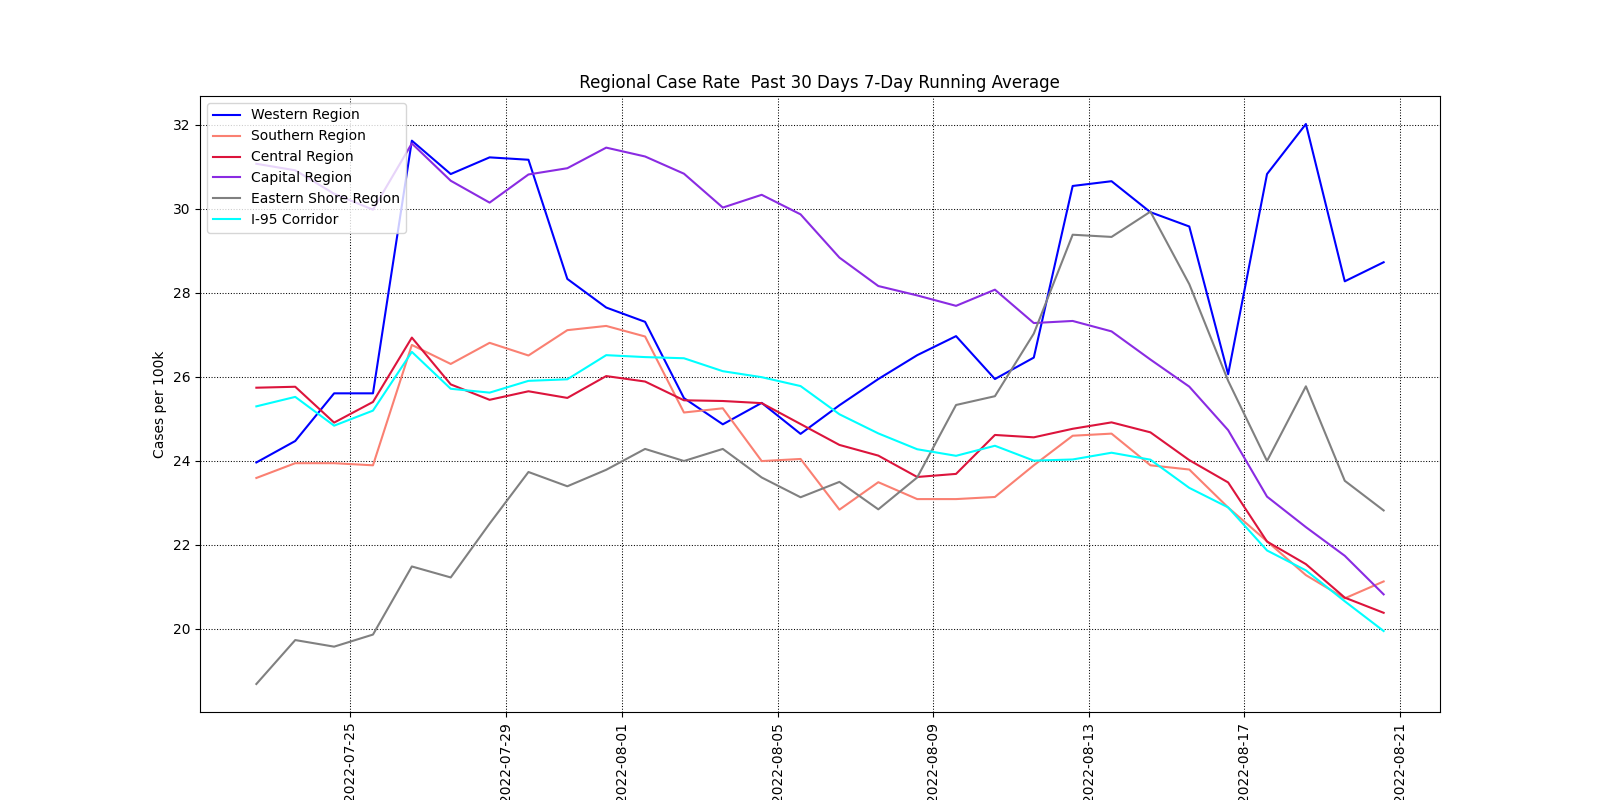 Regional Case Rate  Past 30 Days 7-Day Running Average
Western Region
Southern Region
Central Region
Capital Region
Eastern Shore Region
I-95 Corridor
Cases per 100k
32
30
28
26
24
22
20
2022-07-25
2022-07-29
2022-08-01
2022-08-05
2022-08-09
2022-08-13
2022-08-17
2022-08-21